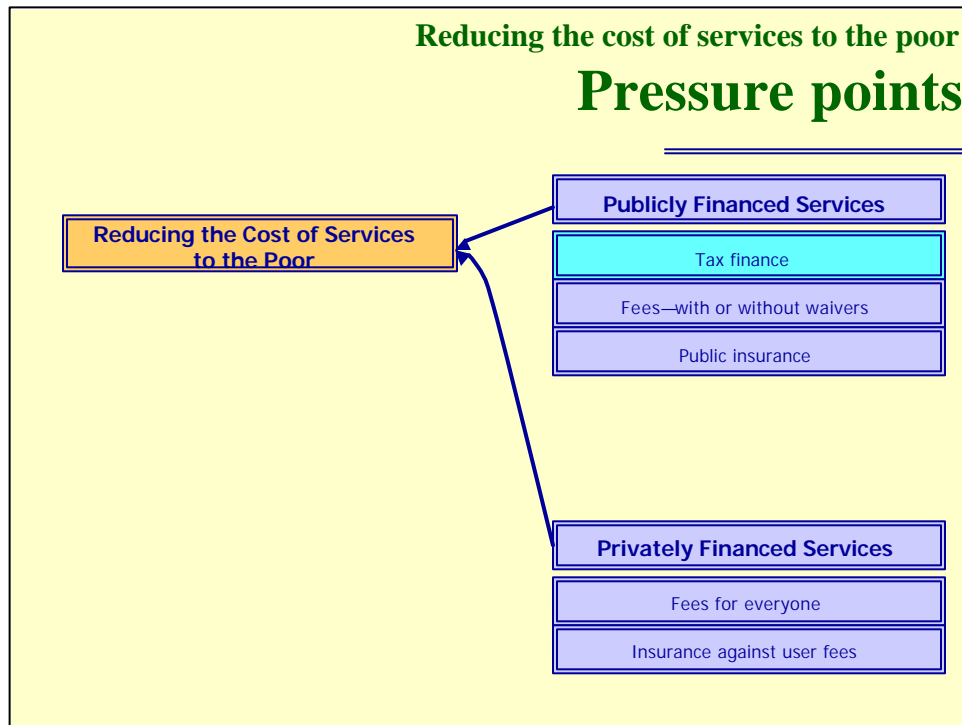 Reducing the cost of services to the poor
Pressure points
Reducing the Cost of Services
to the Poor
Publicly Financed Services
Tax finance
Fees—with or without waivers
Public insurance
Privately Financed Services
Fees for everyone
Insurance against user fees